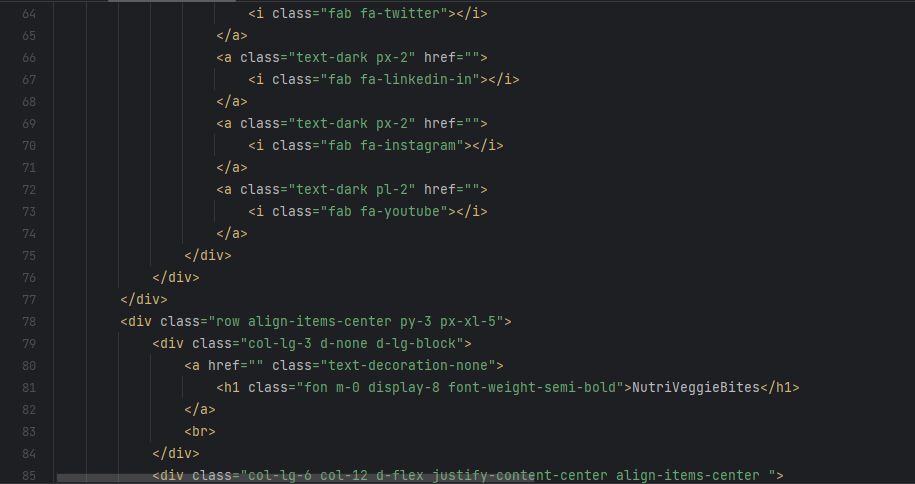 64 <i class="fab fa-twitter"></i>
65 </a>
66 <a class="text-dark px-2" href="">
67 <i class="fab fa-linkedin-in"></i>
68 </a>
69 <a class="text-dark px-2" href="">
70 <i class="fab fa-instagram"></i>
71 </a>
72 <a class="text-dark pl-2" href="">
73 <i class="fab fa-youtube"></i>
74 </a>
75 </div>
76 </div>
77 </div>
78 <div class="row align-items-center py-3 px-xl-5">
79 <div class="col-lg-3 d-none d-lg-block">
80 <a href="" class="text-decoration-none">
81 <h1 class="fon m-0 display-8 font-weight-semi-bold">NutriVeggieBites</h1>
82 </a>
83 <br>
84 </div>
85 <div class="col-lg-6 col-12 d-flex justify-content-center align-items-center ">